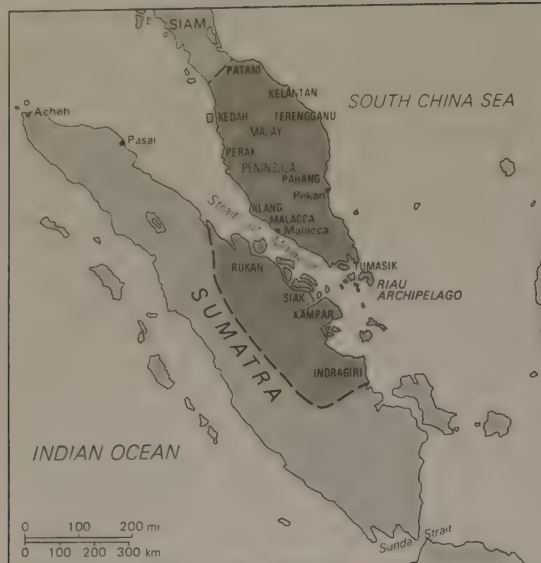 SIAM
PATANI
KELANTAN
SOUTH CHINA SEA
Acheh
KEDAH
TERENGGANU
MALAY
Pasai
PERAK
PENINSULA
PAHANG
Pekan
Strait
KLANG
MALACCA
Malacca
TUMASIK
RUKAN
RIAU
ARCHIPELAGO
SIAK
KAMPAR
SUMATRA
INDRAGIRI
INDIAN OCEAN
0 100 200 mi
0 100 200 300 km
Sunda Strait